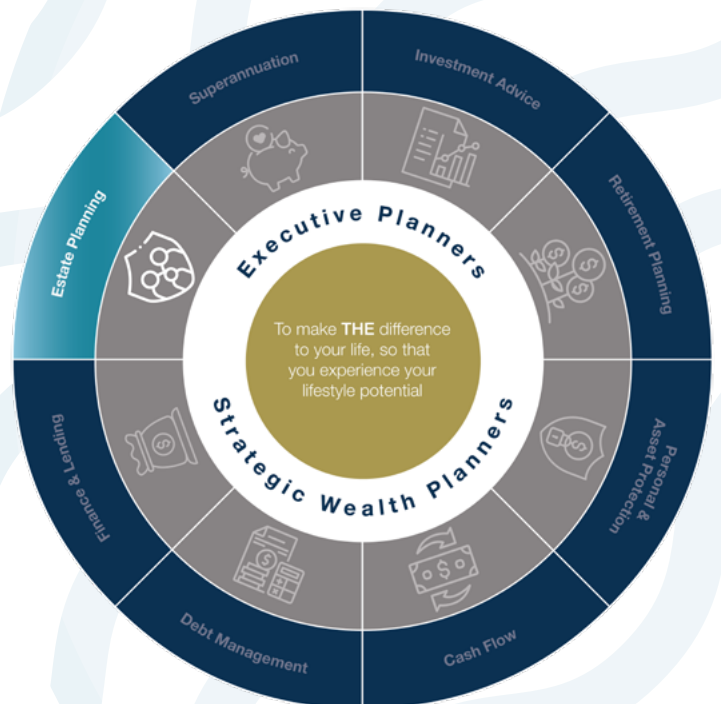 Superannuation
Investment Advice
Retirement Planning
Personal &
Asset Protection
Cash Flow
Debt Management
Finance & Lending
Estate Planning
Executive Planners
To make THE difference
to your life, so that
you experience your
lifestyle potential
Strategic Wealth Planners